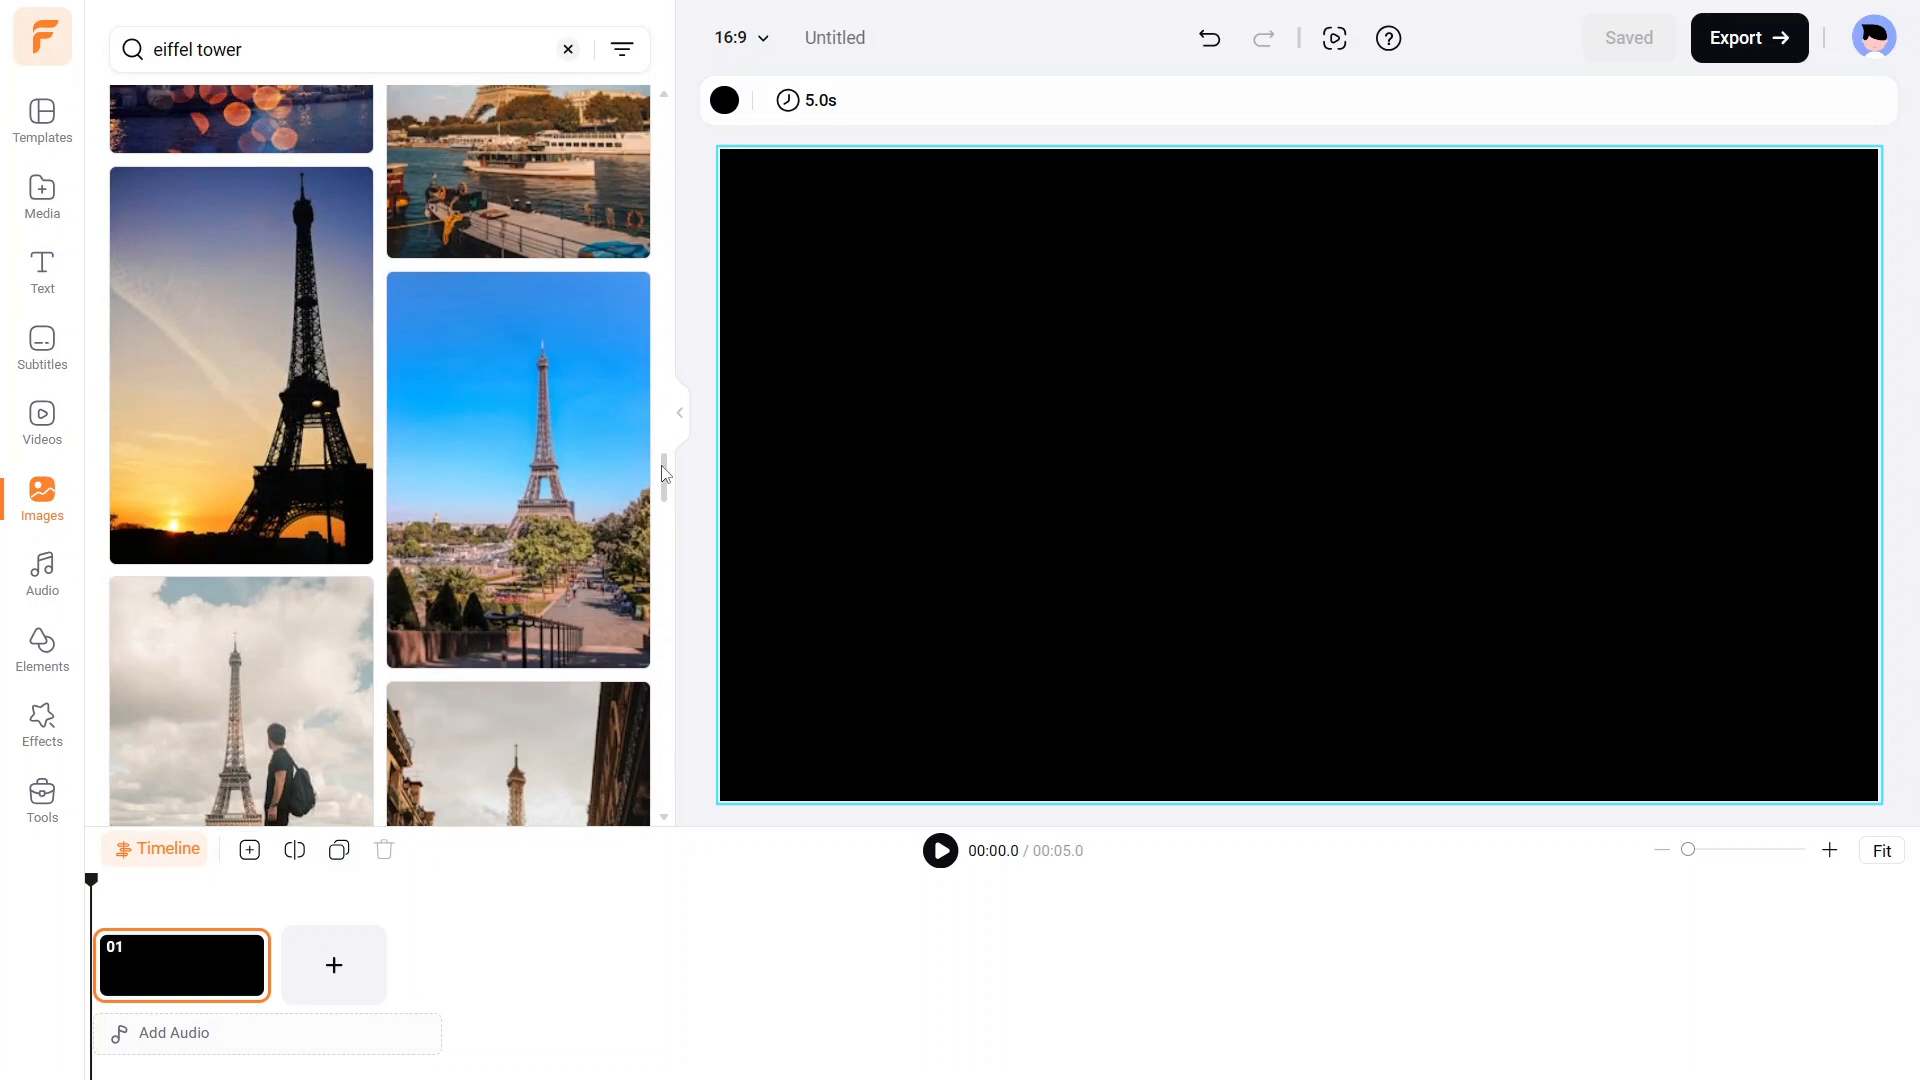 eiffel tower
16:9
Untitled
Saved
Export
5.0s
Templates
Media
Text
Subtitles
Videos
Images
Audio
Elements
Effects
Tools
Timeline
00:00.0 / 00:05.0
Fit
01
+
Add Audio